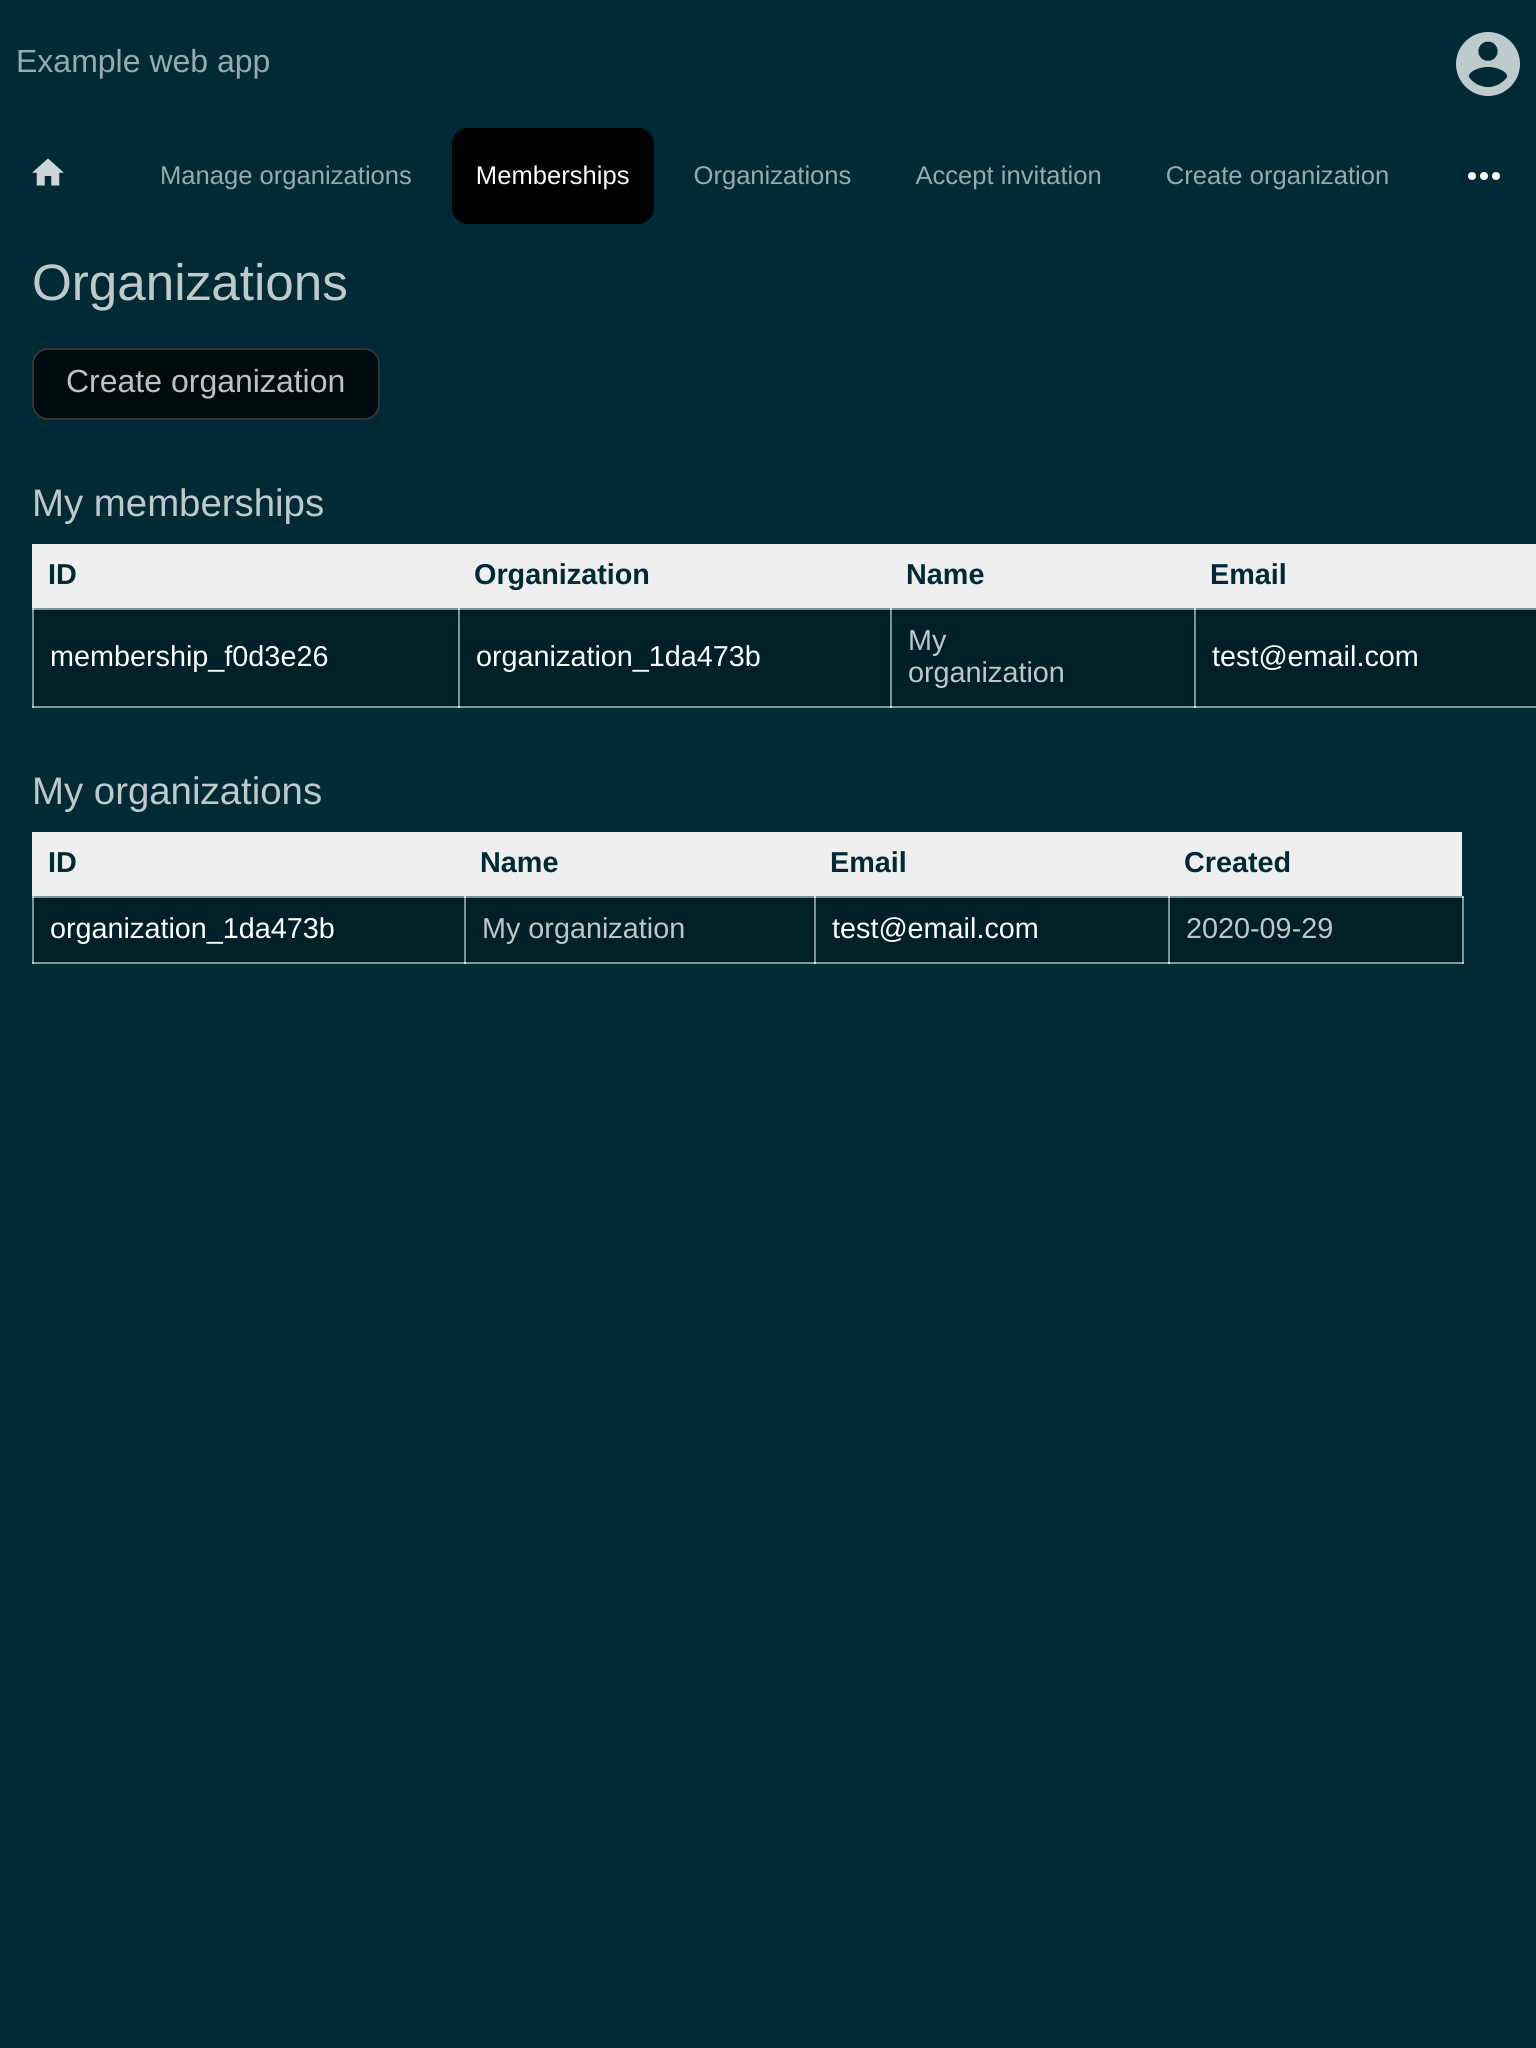 Example web app
Manage organizations Memberships Organizations Accept invitation Create organization
Organizations
Create organization
My memberships
ID Organization Name Email
membership_f0d3e26 organization_1da473b My organization test@email.com
My organizations
ID Name Email Created
organization_1da473b My organization test@email.com 2020-09-29